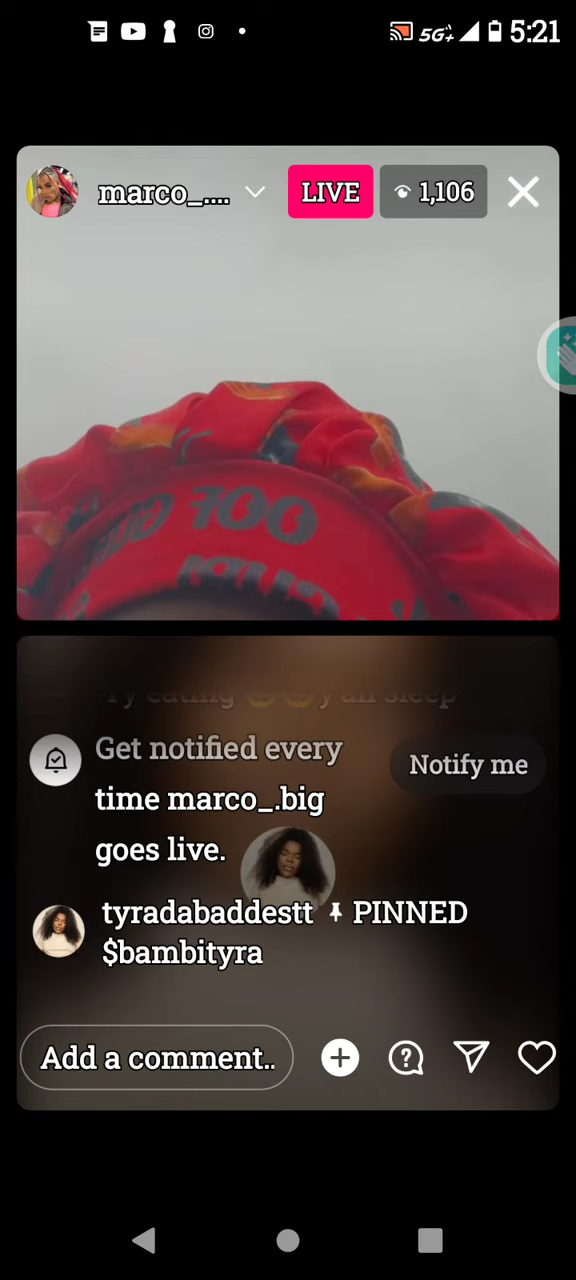 5G+ 5:21
marco_.... LIVE 1,106
Get notified every
time marco_.big
goes live.
Notify me
tyradabaddestt PINNED
$bambityra
Add a comment..